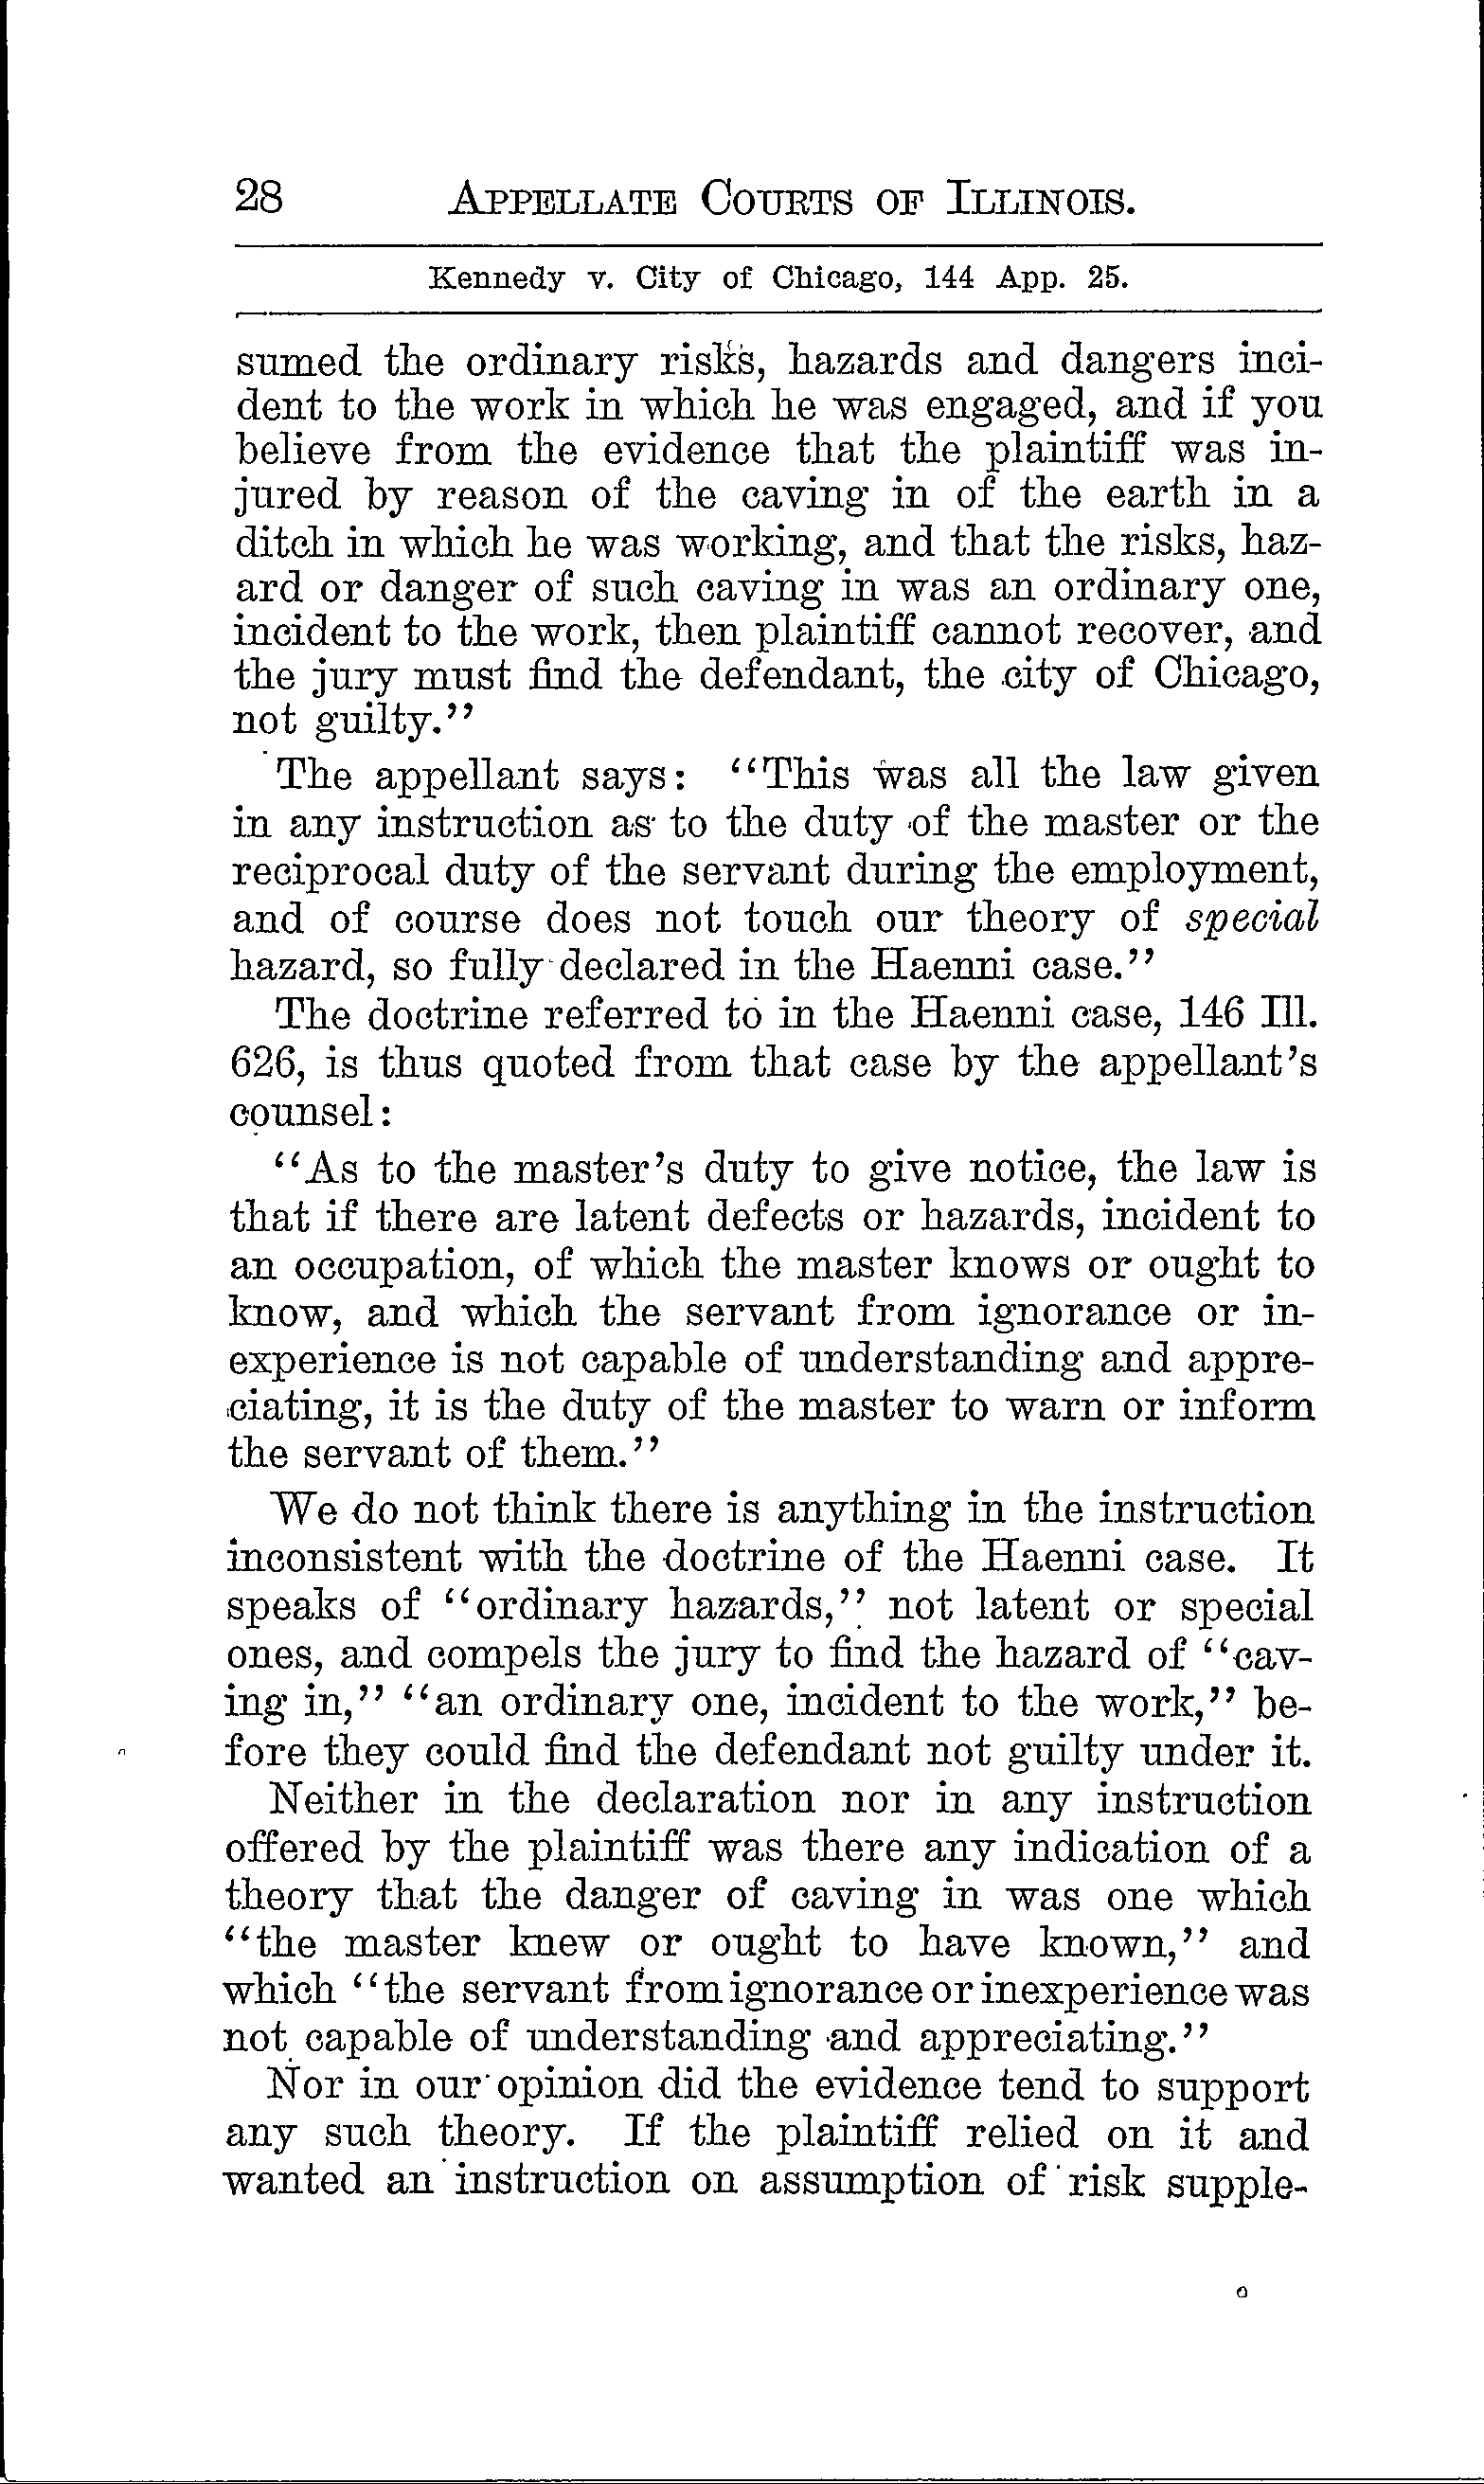 28 APPELLATE COURTS OF ILLINOIS.
Kennedy v. City of Chicago, 144 App. 25.
sumed the ordinary risks, hazards and dangers inci-
dent to the work in which he was engaged, and if you
believe from the evidence that the plaintiff was in-
jured by reason of the caving in of the earth in a
ditch in which he was working, and that the risks, haz-
ard or danger of such caving in was an ordinary one,
incident to the work, then plaintiff cannot recover, and
the jury must find the defendant, the city of Chicago,
not guilty."
The appellant says: "This was all the law given
in any instruction as to the duty of the master or the
reciprocal duty of the servant during the employment,
and of course does not touch our theory of special
hazard, so fully declared in the Haenni case."
The doctrine referred to in the Haenni case, 146 Ill.
626, is thus quoted from that case by the appellant's
counsel:
"As to the master's duty to give notice, the law is
that if there are latent defects or hazards, incident to
an occupation, of which the master knows or ought to
know, and which the servant from ignorance or in-
experience is not capable of understanding and appre-
ciating, it is the duty of the master to warn or inform
the servant of them."
We do not think there is anything in the instruction
inconsistent with the doctrine of the Haenni case. It
speaks of "ordinary hazards," not latent or special
ones, and compels the jury to find the hazard of "cav-
ing in," "an ordinary one, incident to the work," be-
fore they could find the defendant not guilty under it.
Neither in the declaration nor in any instruction
offered by the plaintiff was there any indication of a
theory that the danger of caving in was one which
"the master knew or ought to have known," and
which "the servant from ignorance or inexperience was
not capable of understanding and appreciating."
Nor in our opinion did the evidence tend to support
any such theory. If the plaintiff relied on it and
wanted an instruction on assumption of risk supple-